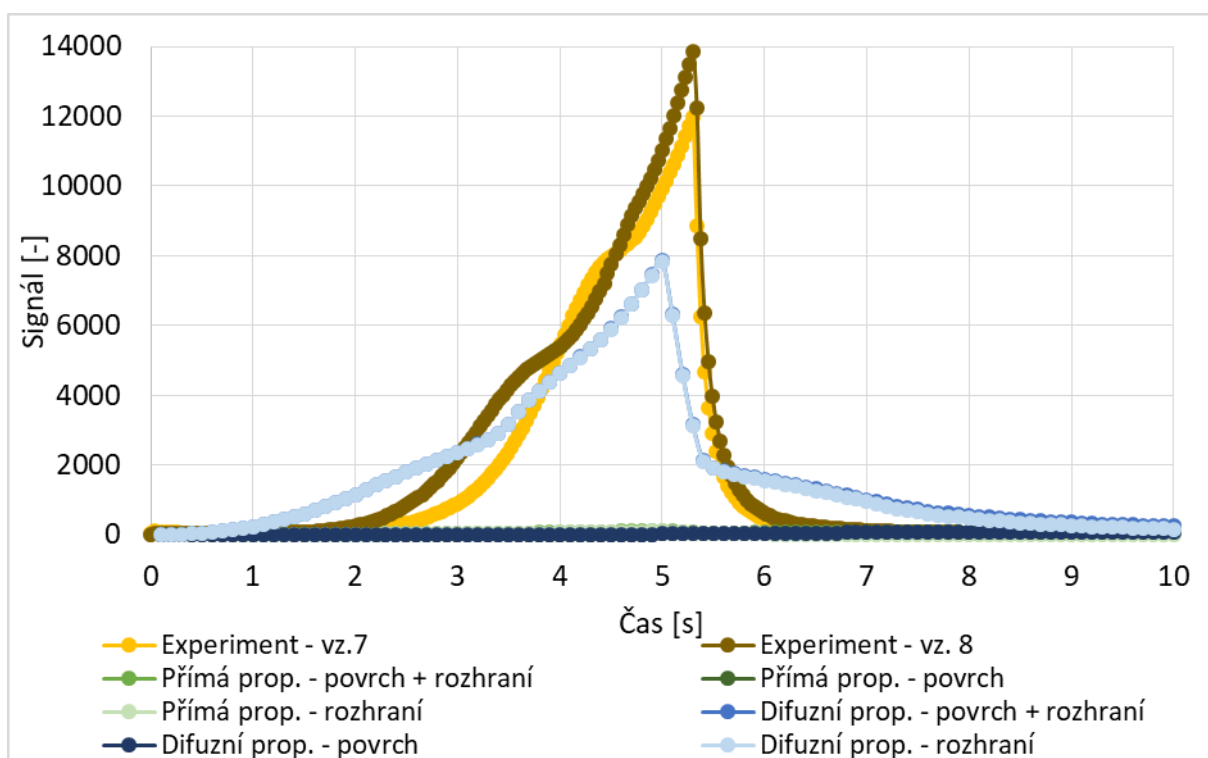 14000
12000
10000
8000
6000
4000
2000
0
Signál [-]
0 1 2 3 4 5 6 7 8 9 10
Čas [s]
Experiment - vz.7 Experiment - vz. 8
Přímá prop. - povrch + rozhraní Přímá prop. - povrch
Přímá prop. - rozhraní Difuzní prop. - povrch + rozhraní
Difuzní prop. - povrch Difuzní prop. - rozhraní